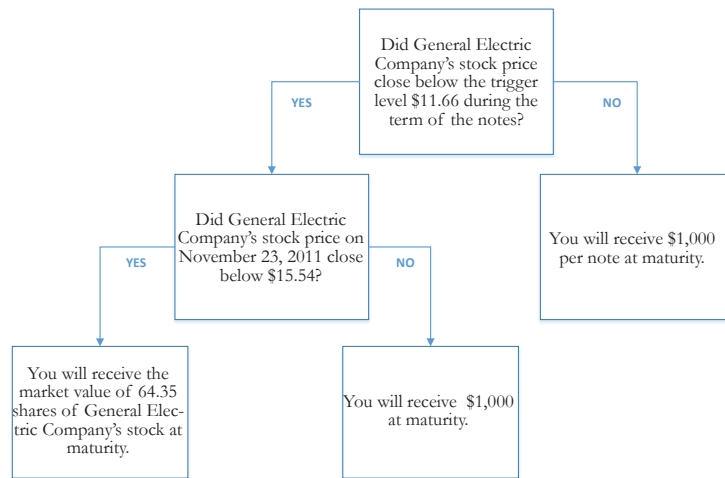 Did General Electric
Company's stock price
close below the trigger
level $11.66 during the
term of the notes?
YES
NO
Did General Electric
Company's stock price on
November 23, 2011 close
below $15.54?
You will receive $1,000
per note at maturity.
YES
NO
You will receive the
market value of 64.35
shares of General Elec-
tric Company's stock at
maturity.
You will receive $1,000
at maturity.